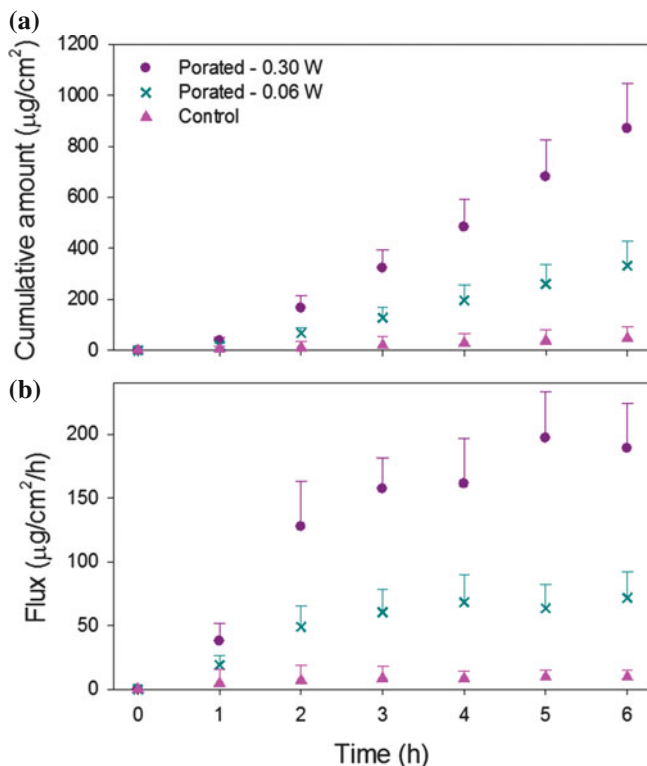 (a)
1200
1000
800
600
400
200
0
Cumulative amount (μg/cm²)
Porated - 0.30 W
Porated - 0.06 W
Control
(b)
200
150
100
50
0
Flux (μg/cm²/h)
0 1 2 3 4 5 6
Time (h)